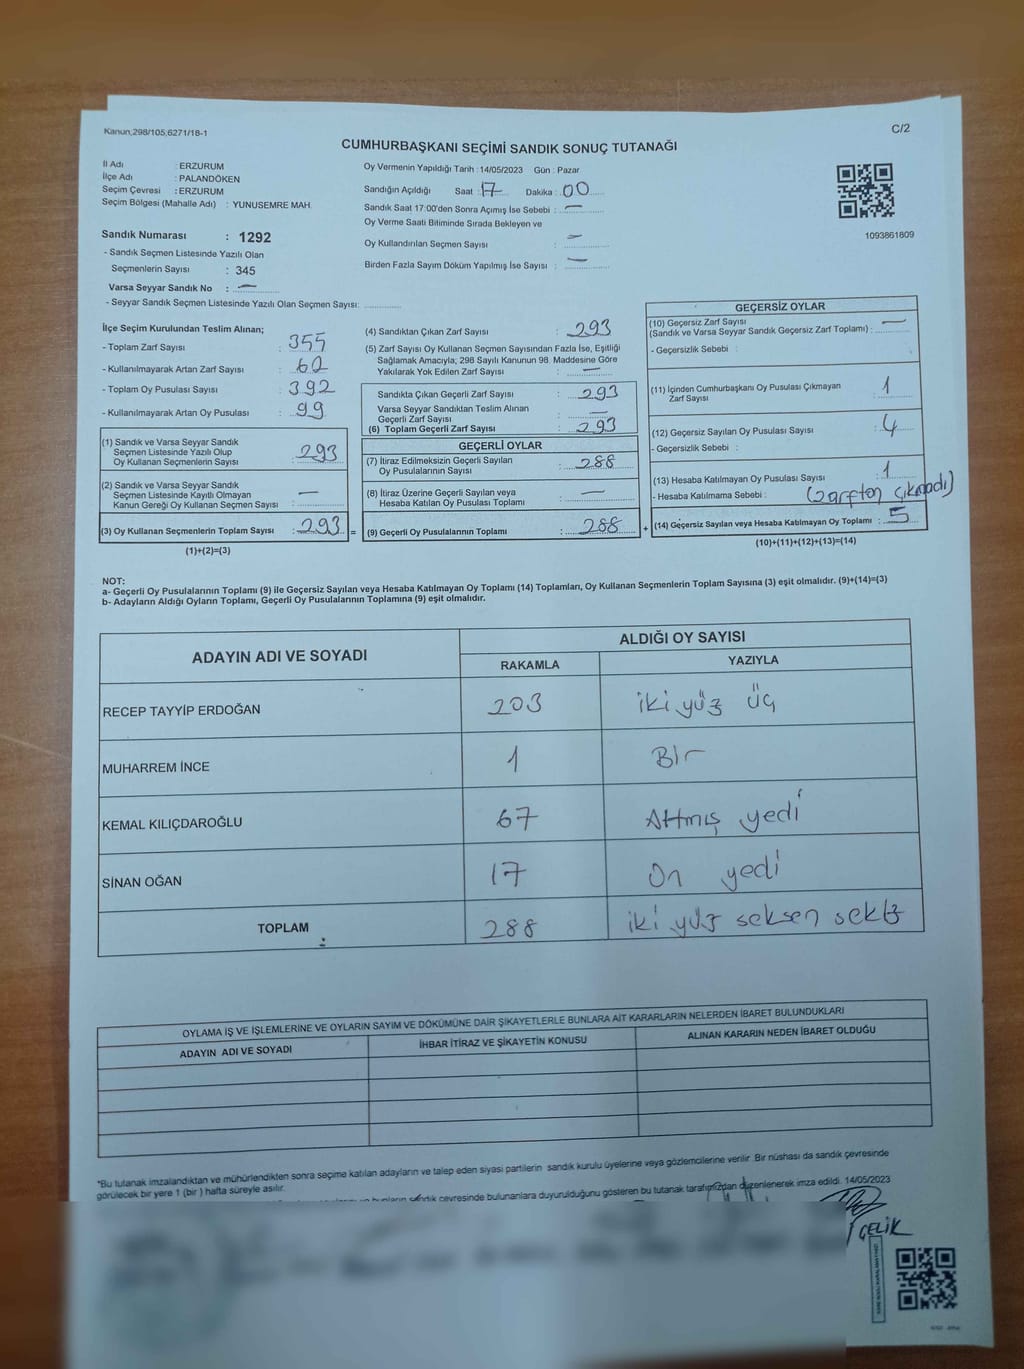 Kanun,298/105,6271/18-1
C/2
CUMHURBAŞKANI SEÇİMİ SANDIK SONUÇ TUTANAĞI
İl Adı : ERZURUM
İlçe Adı : PALANDÖKEN
Seçim Çevresi : ERZURUM
Seçim Bölgesi (Mahalle Adı) : YUNUSEMRE MAH.
Oy Vermenin Yapıldığı Tarih : 14/05/2023 Gün : Pazar
Sandığın Açıldığı Saat : 17 Dakika : 00
Sandık Saat 17:00'den Sonra Açımış İse Sebebi : —
Oy Verme Saati Bitiminde Sırada Bekleyen ve
Oy Kullandırılan Seçmen Sayısı : —
Birden Fazla Sayım Döküm Yapılmış İse Sayısı : —
1093861809
Sandık Numarası : 1292
- Sandık Seçmen Listesinde Yazılı Olan
Seçmenlerin Sayısı : 345
Varsa Seyyar Sandık No : —
- Seyyar Sandık Seçmen Listesinde Yazılı Olan Seçmen Sayısı:
İlçe Seçim Kurulundan Teslim Alınan;
- Toplam Zarf Sayısı : 355
- Kullanılmayarak Artan Zarf Sayısı : 62
- Toplam Oy Pusulası Sayısı : 392
- Kullanılmayarak Artan Oy Pusulası : 99
(1) Sandık ve Varsa Seyyar Sandık
Seçmen Listesinde Yazılı Olup
Oy Kullanan Seçmenlerin Sayısı : 293
(2) Sandık ve Varsa Seyyar Sandık
Seçmen Listesinde Kayıtlı Olmayan
Kanun Gereği Oy Kullanan Seçmen Sayısı : —
(3) Oy Kullanan Seçmenlerin Toplam Sayısı : 293 =
(1)+(2)=(3)
(4) Sandıktan Çıkan Zarf Sayısı : 293
(5) Zarf Sayısı Oy Kullanan Seçmen Sayısından Fazla İse, Eşitliği
Sağlamak Amacıyla; 298 Sayılı Kanunun 98. Maddesine Göre
Yakılarak Yok Edilen Zarf Sayısı : —
Sandıkta Çıkan Geçerli Zarf Sayısı : 293
Varsa Seyyar Sandıktan Teslim Alınan
Geçerli Zarf Sayısı : —
(6) Toplam Geçerli Zarf Sayısı : 293
GEÇERLİ OYLAR
(7) İtiraz Edilmeksizin Geçerli Sayılan
Oy Pusulalarının Sayısı : 288
(8) İtiraz Üzerine Geçerli Sayılan veya
Hesaba Katılan Oy Pusulası Toplamı : —
(9) Geçerli Oy Pusulalarının Toplamı : 288 +
GEÇERSİZ OYLAR
(10) Geçersiz Zarf Sayısı
(Sandık ve Varsa Seyyar Sandık Geçersiz Zarf Toplamı) : —
- Geçersizlik Sebebi :
(11) İçinden Cumhurbaşkanı Oy Pusulası Çıkmayan
Zarf Sayısı : 1
(12) Geçersiz Sayılan Oy Pusulası Sayısı : 4
- Geçersizlik Sebebi :
(13) Hesaba Katılmayan Oy Pusulası Sayısı : 1
- Hesaba Katılmama Sebebi : (zarftan çıkmadı)
(14) Geçersiz Sayılan veya Hesaba Katılmayan Oy Toplamı : 5
(10)+(11)+(12)+(13)=(14)
NOT:
a- Geçerli Oy Pusulalarının Toplamı (9) ile Geçersiz Sayılan veya Hesaba Katılmayan Oy Toplamı (14) Toplamları, Oy Kullanan Seçmenlerin Toplam Sayısına (3) eşit olmalıdır. (9)+(14)=(3)
b- Adayların Aldığı Oyların Toplamı, Geçerli Oy Pusulalarının Toplamına (9) eşit olmalıdır.
ADAYIN ADI VE SOYADI
ALDIĞI OY SAYISI
RAKAMLA YAZIYLA
RECEP TAYYİP ERDOĞAN 203 iki yüz üç
MUHARREM İNCE 1 Bir
KEMAL KILIÇDAROĞLU 67 Altmış yedi
SİNAN OĞAN 17 On yedi
TOPLAM 288 iki yüz seksen sekiz
OYLAMA İŞ VE İŞLEMLERİNE VE OYLARIN SAYIM VE DÖKÜMÜNE DAİR ŞİKAYETLERLE BUNLARA AİT KARARLARIN NELERDEN İBARET BULUNDUKLARI
ADAYIN ADI VE SOYADI İHBAR İTİRAZ VE ŞİKAYETİN KONUSU ALINAN KARARIN NEDEN İBARET OLDUĞU
*Bu tutanak imzalandıktan ve mühürlendikten sonra seçime katılan adayların ve talep eden siyasi partilerin sandık kurulu üyelerine veya gözlemcilerine verilir. Bir nüshası da sandık çevresinde
görülecek bir yere 1 (bir) hafta süreyle asılır.
sandık çevresinde bulunanlara duyurulduğunu gösteren bu tutanak tarafımızdan düzenlenerek imza edildi. 14/05/2023
ÇELİK